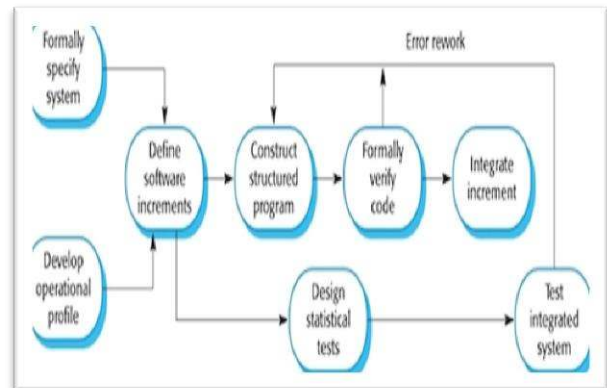 Formally
specify
system
Error rework
Define
software
increments
Construct
structured
program
Formally
verify
code
Integrate
increment
Develop
operational
profile
Design
statistical
tests
Test
integrated
system